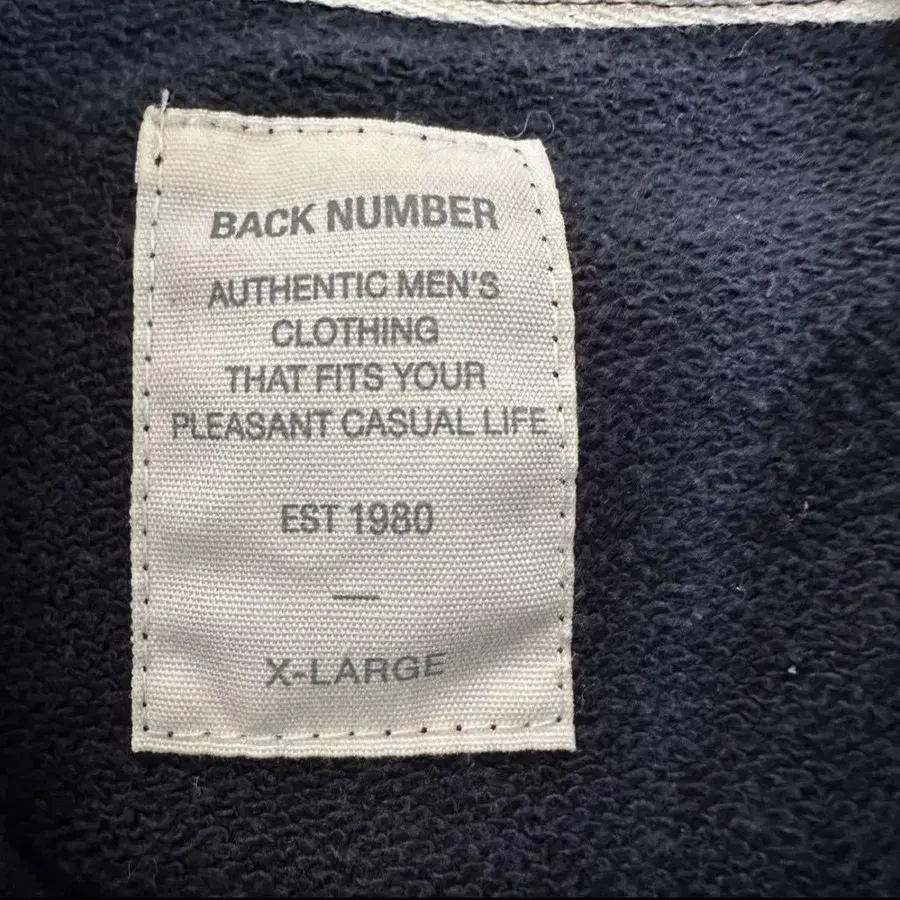 BACK NUMBER
AUTHENTIC MEN'S
CLOTHING
THAT FITS YOUR
PLEASANT CASUAL LIFE
EST 1980
—
X-LARGE